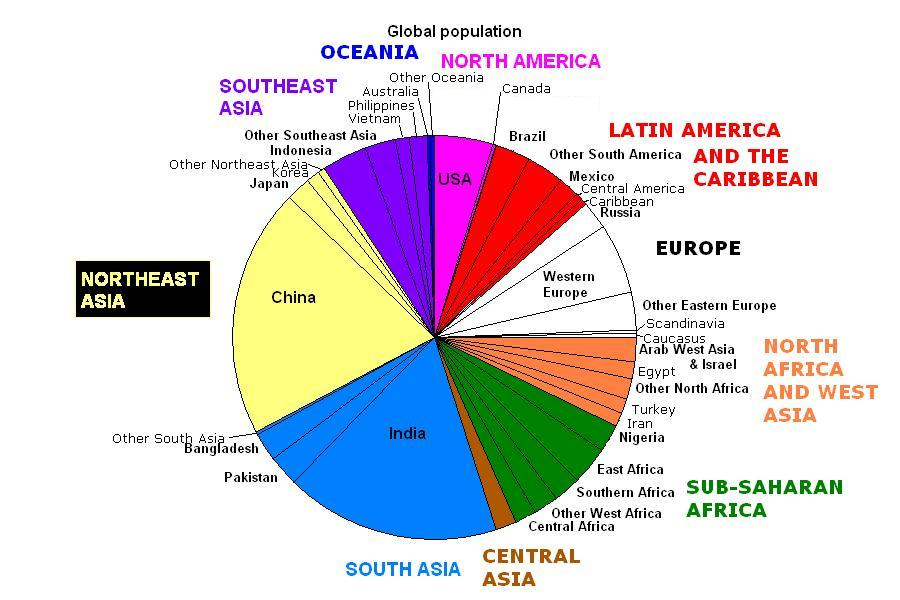 Global population
OCEANIA
NORTH AMERICA
SOUTHEAST
ASIA
Other Oceania
Australia
Philippines
Vietnam
Other Southeast Asia
Indonesia
Other Northeast Asia
Korea
Japan
Canada
USA
Brazil
Other South America
Mexico
Central America
Caribbean
LATIN AMERICA
AND THE
CARIBBEAN
Russia
EUROPE
Western
Europe
Other Eastern Europe
Scandinavia
Caucasus
NORTHEAST
ASIA
China
Arab West Asia
& Israel
Egypt
Other North Africa
Turkey
Iran
NORTH
AFRICA
AND WEST
ASIA
Nigeria
East Africa
Southern Africa
Other West Africa
Central Africa
SUB-SAHARAN
AFRICA
India
Other South Asia
Bangladesh
Pakistan
SOUTH ASIA
CENTRAL
ASIA